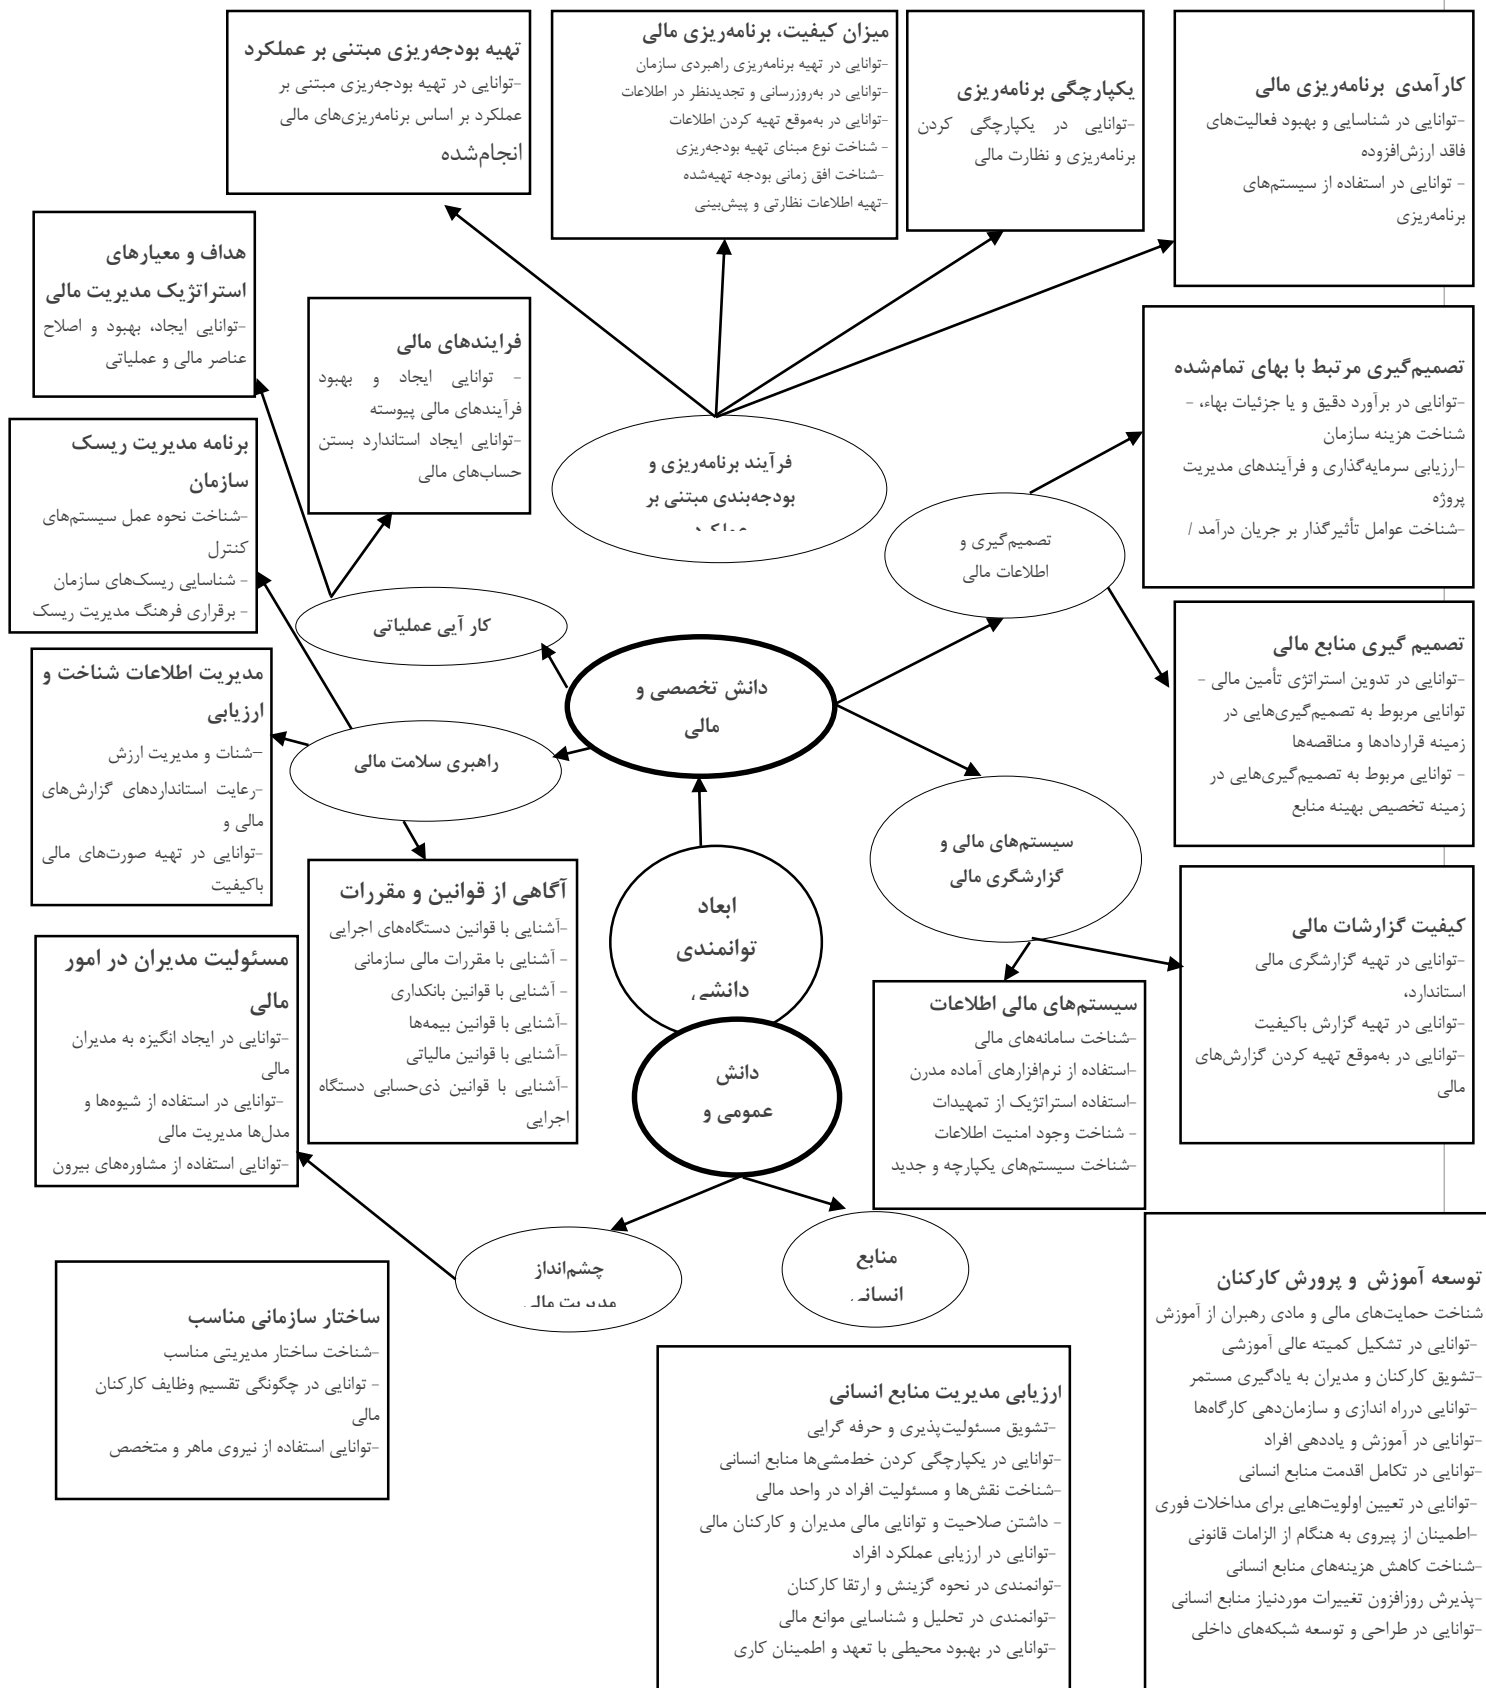 تهیه بودجه‌ریزی مبتنی بر عملکرد
-توانایی در تهیه بودجه‌ریزی مبتنی بر
عملکرد بر اساس برنامه‌ریزی‌های مالی
انجام‌شده
میزان کیفیت، برنامه‌ریزی مالی
-توانایی در تهیه برنامه‌ریزی راهبردی سازمان
-توانایی در به‌روزرسانی و تجدیدنظر در اطلاعات
-توانایی در به‌موقع تهیه کردن اطلاعات
- شناخت نوع مبنای تهیه بودجه‌ریزی
-شناخت افق زمانی بودجه تهیه‌شده
-تهیه اطلاعات نظارتی و پیش‌بینی
یکپارچگی برنامه‌ریزی
-توانایی در یکپارچگی کردن
برنامه‌ریزی و نظارت مالی
کارآمدی برنامه‌ریزی مالی
-توانایی در شناسایی و بهبود فعالیت‌های
فاقد ارزش‌افزوده
- توانایی در استفاده از سیستم‌های
برنامه‌ریزی
هداف و معیارهای
استراتژیک مدیریت مالی
-توانایی ایجاد، بهبود و اصلاح
عناصر مالی و عملیاتی
فرایندهای مالی
- توانایی ایجاد و بهبود
فرآیندهای مالی پیوسته
-توانایی ایجاد استاندارد بستن
حساب‌های مالی
تصمیم‌گیری مرتبط با بهای تمام‌شده
-توانایی در برآورد دقیق و یا جزئیات بهاء، -
شناخت هزینه سازمان
-ارزیابی سرمایه‌گذاری و فرآیندهای مدیریت
پروژه
-شناخت عوامل تأثیرگذار بر جریان درآمد /
برنامه مدیریت ریسک
سازمان
-شناخت نحوه عمل سیستم‌های
کنترل
- شناسایی ریسک‌های سازمان
- برقراری فرهنگ مدیریت ریسک
فرآیند برنامه‌ریزی و
بودجه‌بندی مبتنی بر
عملکرد
تصمیم‌گیری و
اطلاعات مالی
کار آیی عملیاتی
تصمیم گیری منابع مالی
-توانایی در تدوین استراتژی تأمین مالی -
توانایی مربوط به تصمیم‌گیری‌هایی در
زمینه قراردادها و مناقصه‌ها
- توانایی مربوط به تصمیم‌گیری‌هایی در
زمینه تخصیص بهینه منابع
مدیریت اطلاعات شناخت و
ارزیابی
-شنات و مدیریت ارزش
-رعایت استانداردهای گزارش‌های
مالی و
-توانایی در تهیه صورت‌های مالی
باکیفیت
دانش تخصصی و
مالی
راهبری سلامت مالی
سیستم‌های مالی و
گزارشگری مالی
آگاهی از قوانین و مقررات
-آشنایی با قوانین دستگاه‌های اجرایی
- آشنایی با مقررات مالی سازمانی
- آشنایی با قوانین بانکداری
-آشنایی با قوانین بیمه‌ها
-آشنایی با قوانین مالیاتی
-آشنایی با قوانین ذی‌حسابی دستگاه
اجرایی
ابعاد
توانمندی
دانشی
کیفیت گزارشات مالی
-توانایی در تهیه گزارشگری مالی
استاندارد،
-توانایی در تهیه گزارش باکیفیت
-توانایی در به‌موقع تهیه کردن گزارش‌های
مالی
مسئولیت مدیران در امور
مالی
-توانایی در ایجاد انگیزه به مدیران
مالی
-توانایی در استفاده از شیوه‌ها و
مدل‌ها مدیریت مالی
-توانایی استفاده از مشاوره‌های بیرون
سیستم‌های مالی اطلاعات
-شناخت سامانه‌های مالی
-استفاده از نرم‌افزارهای آماده مدرن
-استفاده استراتژیک از تمهیدات
- شناخت وجود امنیت اطلاعات
-شناخت سیستم‌های یکپارچه و جدید
دانش
عمومی و
چشم‌انداز
مدیریت مالی
منابع
انسانی
ساختار سازمانی مناسب
-شناخت ساختار مدیریتی مناسب
- توانایی در چگونگی تقسیم وظایف کارکنان
مالی
-توانایی استفاده از نیروی ماهر و متخصص
ارزیابی مدیریت منابع انسانی
-تشویق مسئولیت‌پذیری و حرفه گرایی
-توانایی در یکپارچگی کردن خط‌مشی‌ها منابع انسانی
-شناخت نقش‌ها و مسئولیت افراد در واحد مالی
- داشتن صلاحیت و توانایی مالی مدیران و کارکنان مالی
-توانایی در ارزیابی عملکرد افراد
-توانمندی در نحوه گزینش و ارتقا کارکنان
-توانمندی در تحلیل و شناسایی موانع مالی
-توانایی در بهبود محیطی با تعهد و اطمینان کاری
توسعه آموزش و پرورش کارکنان
شناخت حمایت‌های مالی و مادی رهبران از آموزش
-توانایی در تشکیل کمیته عالی آموزشی
-تشویق کارکنان و مدیران به یادگیری مستمر
-توانایی درراه اندازی و سازمان‌دهی کارگاه‌ها
-توانایی در آموزش و یاددهی افراد
-توانایی در تکامل اقدمت منابع انسانی
-توانایی در تعیین اولویت‌هایی برای مداخلات فوری
-اطمینان از پیروی به هنگام از الزامات قانونی
-شناخت کاهش هزینه‌های منابع انسانی
-پذیرش روزافزون تغییرات موردنیاز منابع انسانی
-توانایی در طراحی و توسعه شبکه‌های داخلی